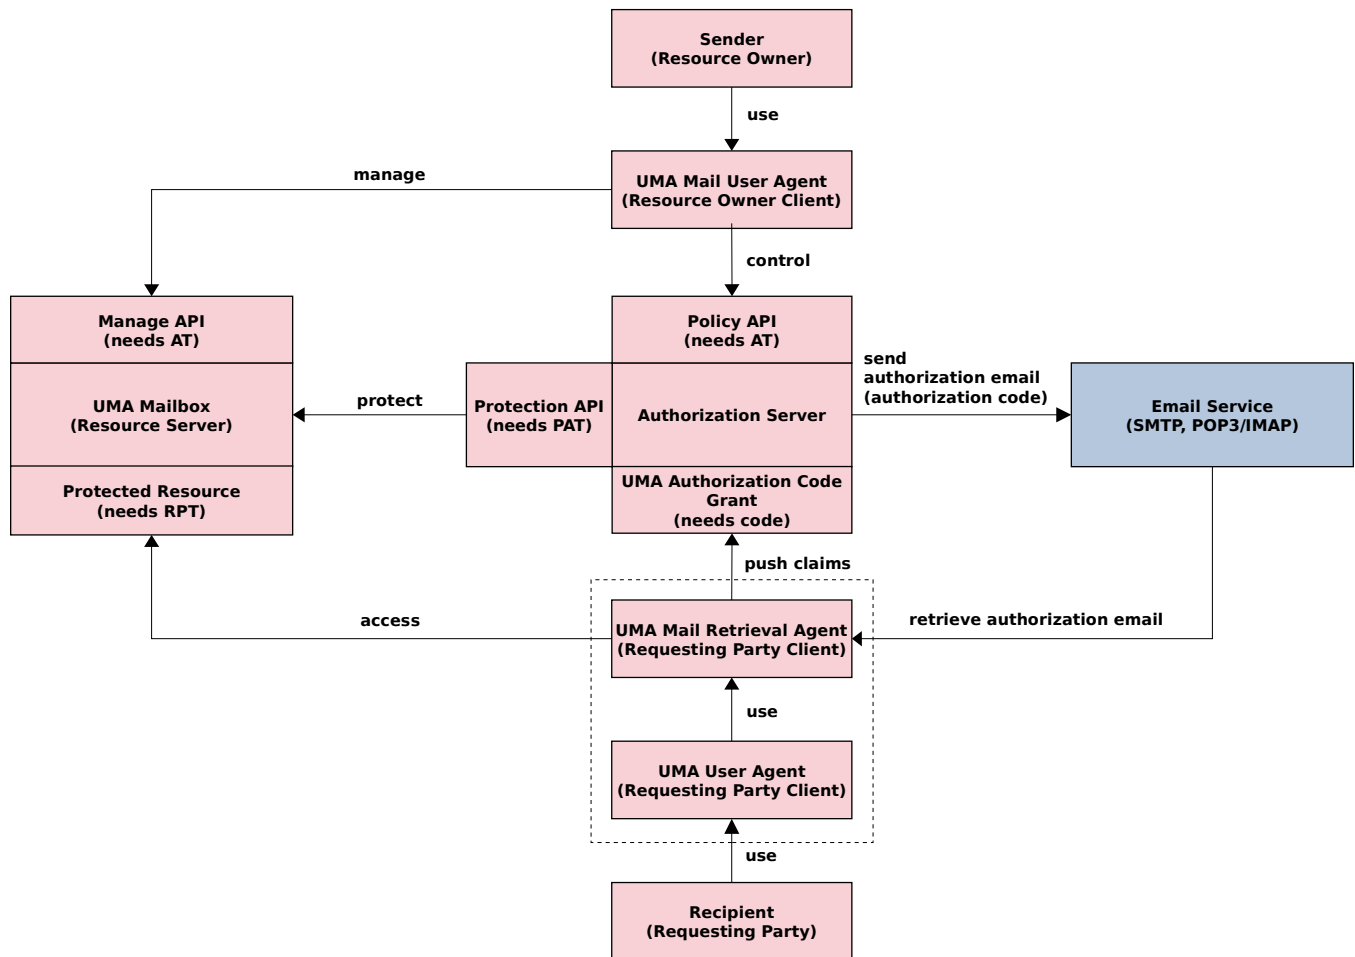 Sender
(Resource Owner)
use
UMA Mail User Agent
(Resource Owner Client)
manage
control
Manage API
(needs AT)
Policy API
(needs AT)
UMA Mailbox
(Resource Server)
protect
Protection API
(needs PAT)
Authorization Server
send
authorization email
(authorization code)
Email Service
(SMTP, POP3/IMAP)
Protected Resource
(needs RPT)
UMA Authorization Code
Grant
(needs code)
push claims
access
UMA Mail Retrieval Agent
(Requesting Party Client)
retrieve authorization email
use
UMA User Agent
(Requesting Party Client)
use
Recipient
(Requesting Party)